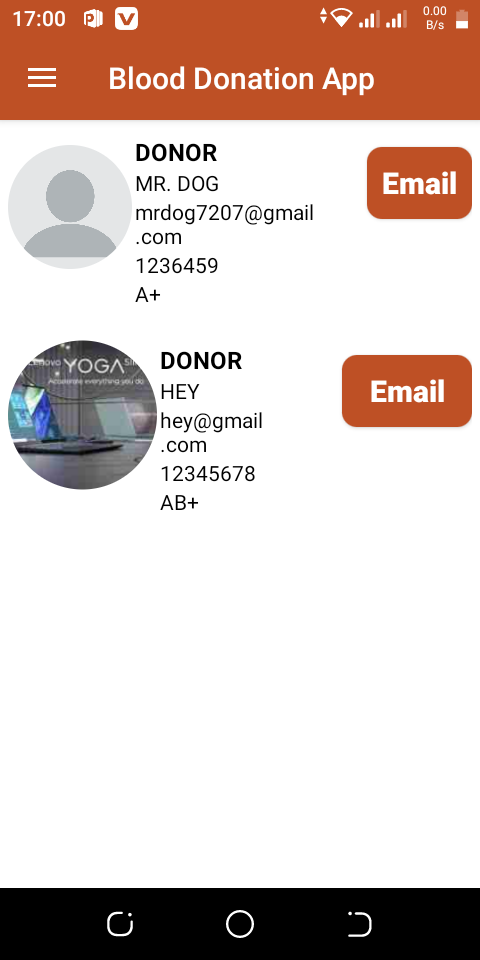 17:00
0.00
B/s
Blood Donation App
DONOR
MR. DOG
mrdog7207@gmail
.com
1236459
A+
Email
Lenovo YOGA
Accelerate everything you do
DONOR
HEY
hey@gmail
.com
12345678
AB+
Email